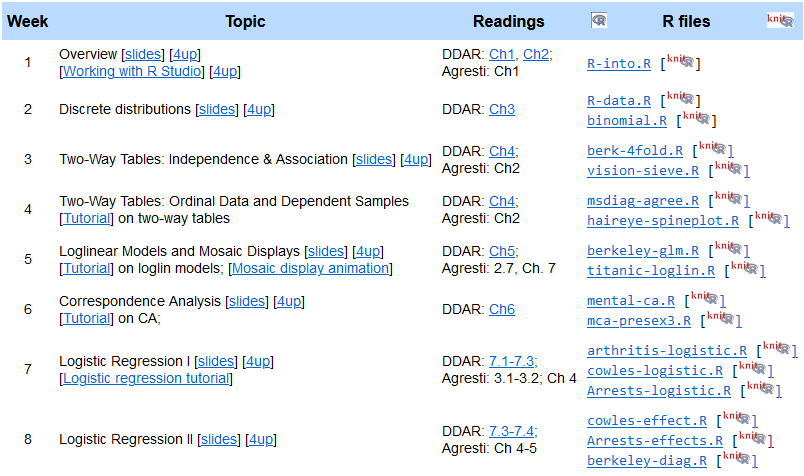 Week Topic Readings R R files knitR
1 Overview [slides] [4up] DDAR: Ch1, Ch2; R-into.R [knitR]
[Working with R Studio] [4up] Agresti: Ch1
2 Discrete distributions [slides] [4up] DDAR: Ch3 R-data.R [knitR]
binomial.R [knitR]
3 Two-Way Tables: Independence & Association [slides] [4up] DDAR: Ch4; berk-4fold.R [knitR]
Agresti: Ch2 vision-sieve.R [knitR]
4 Two-Way Tables: Ordinal Data and Dependent Samples DDAR: Ch4; msdiag-agree.R [knitR]
[Tutorial] on two-way tables Agresti: Ch2 haireye-spineplot.R [knitR]
5 Loglinear Models and Mosaic Displays [slides] [4up] DDAR: Ch5; berkeley-glm.R [knitR]
[Tutorial] on loglin models; [Mosaic display animation] Agresti: 2.7, Ch. 7 titanic-loglin.R [knitR]
6 Correspondence Analysis [slides] [4up] DDAR: Ch6 mental-ca.R [knitR]
[Tutorial] on CA; mca-presex3.R [knitR]
7 Logistic Regression I [slides] [4up] DDAR: 7.1-7.3; arthritis-logistic.R [knitR]
[Logistic regression tutorial] Agresti: 3.1-3.2; Ch 4 cowles-logistic.R [knitR]
Arrests-logistic.R [knitR]
8 Logistic Regression II [slides] [4up] DDAR: 7.3-7.4; cowles-effect.R [knitR]
Agresti: Ch 4-5 Arrests-effects.R [knitR]
berkeley-diag.R [knitR]